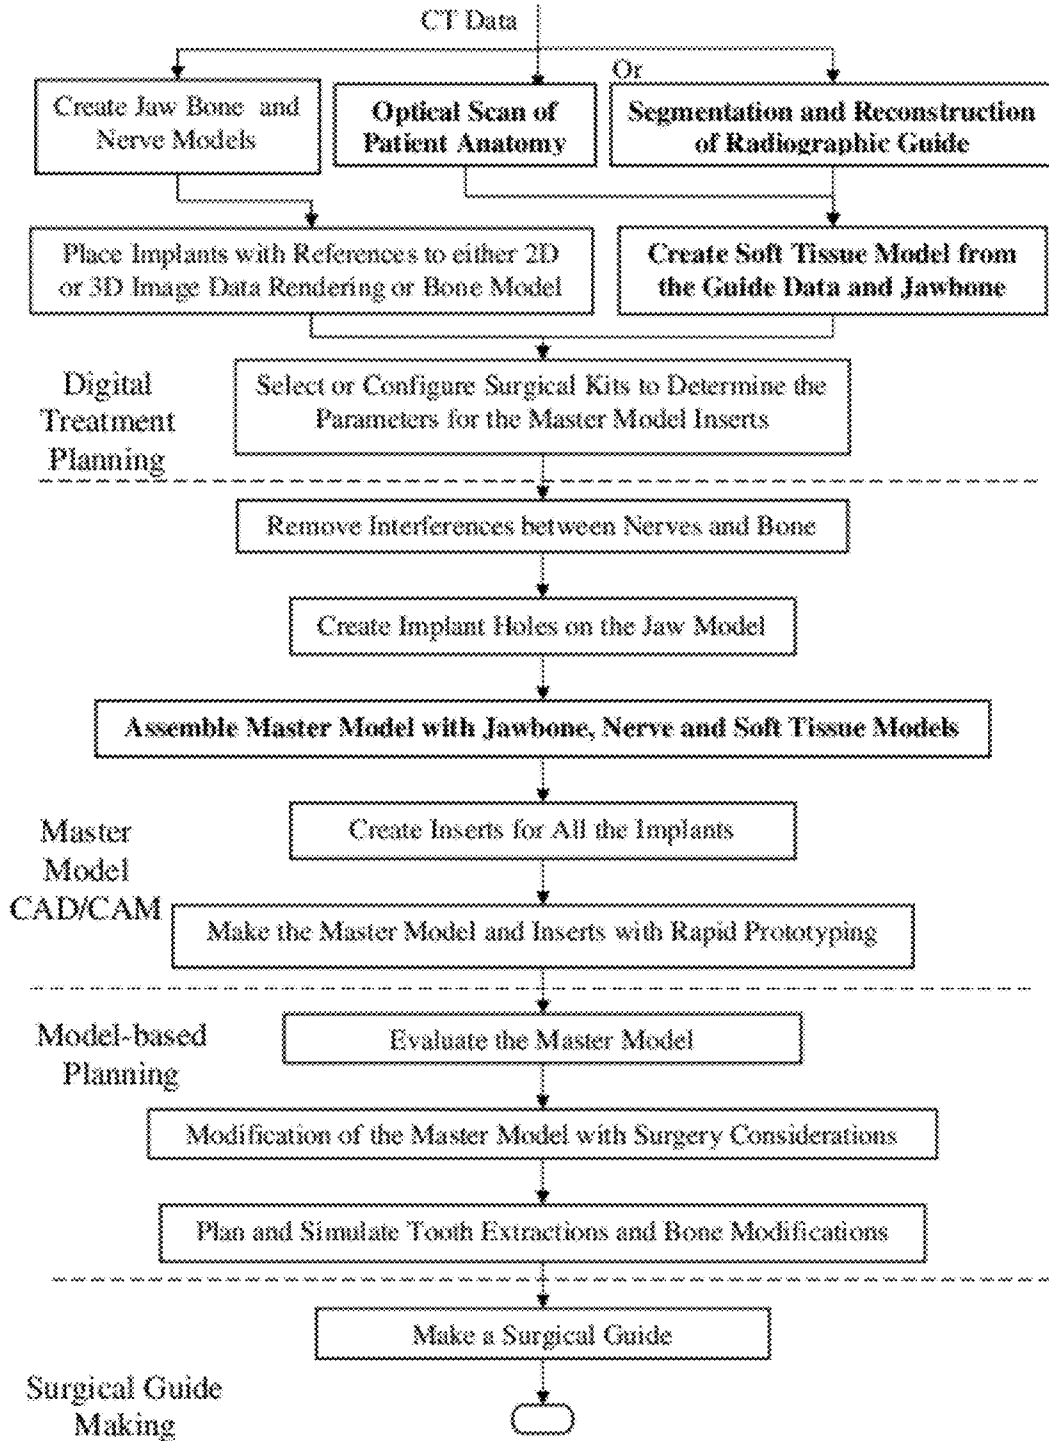 CT Data
Or
Create Jaw Bone and
Nerve Models
Optical Scan of
Patient Anatomy
Segmentation and Reconstruction
of Radiographic Guide
Place Implants with References to either 2D
or 3D Image Data Rendering or Bone Model
Create Soft Tissue Model from
the Guide Data and Jawbone
Digital
Treatment
Planning
Select or Configure Surgical Kits to Determine the
Parameters for the Master Model Inserts
Remove Interferences between Nerves and Bone
Create Implant Holes on the Jaw Model
Assemble Master Model with Jawbone, Nerve and Soft Tissue Models
Master
Model
CAD/CAM
Create Inserts for All the Implants
Make the Master Model and Inserts with Rapid Prototyping
Model-based
Planning
Evaluate the Master Model
Modification of the Master Model with Surgery Considerations
Plan and Simulate Tooth Extractions and Bone Modifications
Make a Surgical Guide
Surgical Guide
Making